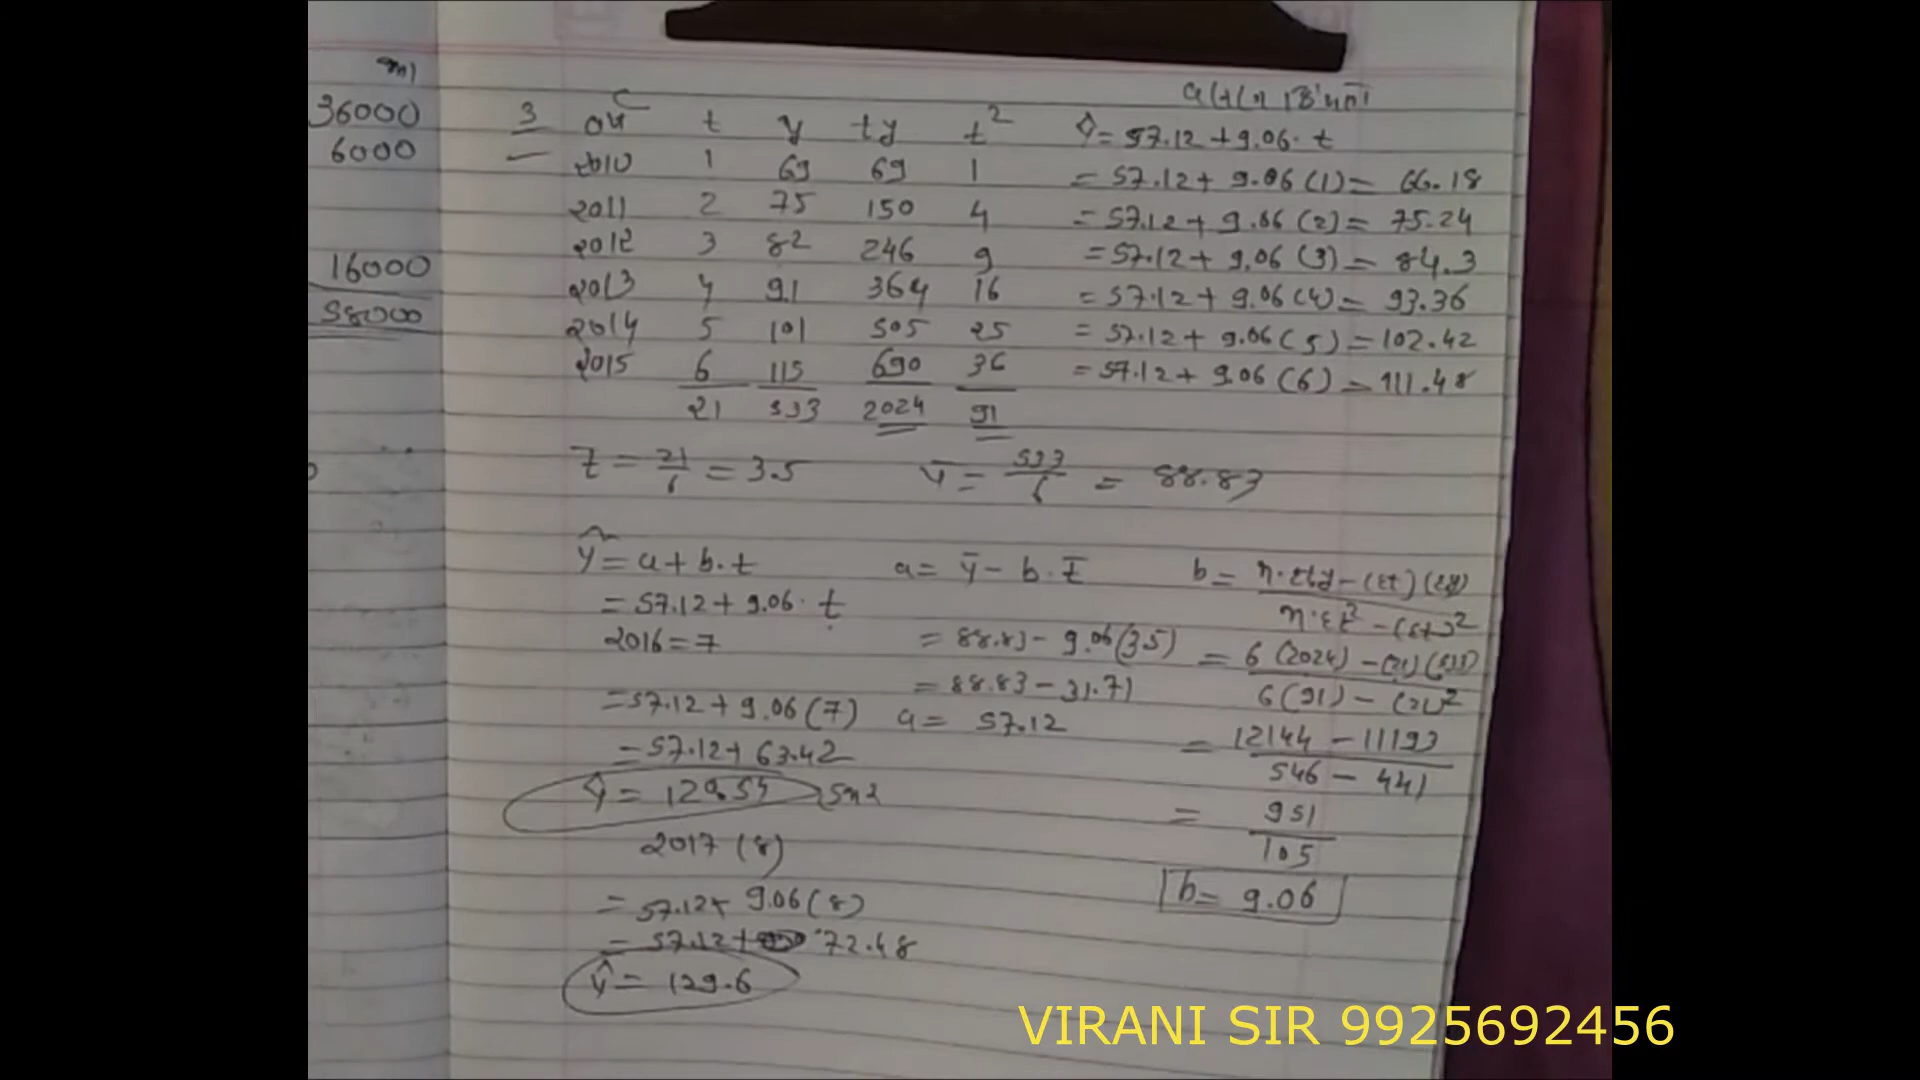 36000
6000
16000
58000
3 વર્ષ t y ty t²
2010 1 69 69 1
2011 2 75 150 4
2012 3 82 246 9
2013 4 91 364 16
2014 5 101 505 25
2015 6 115 690 36
21 533 2024 91
ŷ = 57.12 + 9.06 · t
= 57.12 + 9.06 (1) = 66.18
= 57.12 + 9.06 (2) = 75.24
= 57.12 + 9.06 (3) = 84.3
= 57.12 + 9.06 (4) = 93.36
= 57.12 + 9.06 (5) = 102.42
= 57.12 + 9.06 (6) = 111.48
t̄ = 21/6 = 3.5 ȳ = 533/6 = 88.83
ŷ = a + b · t
= 57.12 + 9.06 · t
2016 = 7
= 57.12 + 9.06 (7)
= 57.12 + 63.42
ŷ = 120.54
2017 (8)
= 57.12 + 9.06 (8)
= 57.12 + 72.48
ŷ = 129.6
a = ȳ - b · t̄
= 88.83 - 9.06 (3.5)
= 88.83 - 31.71
a = 57.12
b = n·Σty - (Σt)(Σy) / n·Σt² - (Σt)²
= 6 (2024) - (21) (533) / 6 (91) - (21)²
= 12144 - 11193 / 546 - 441
= 951 / 105
b = 9.06
VIRANI SIR 9925692456